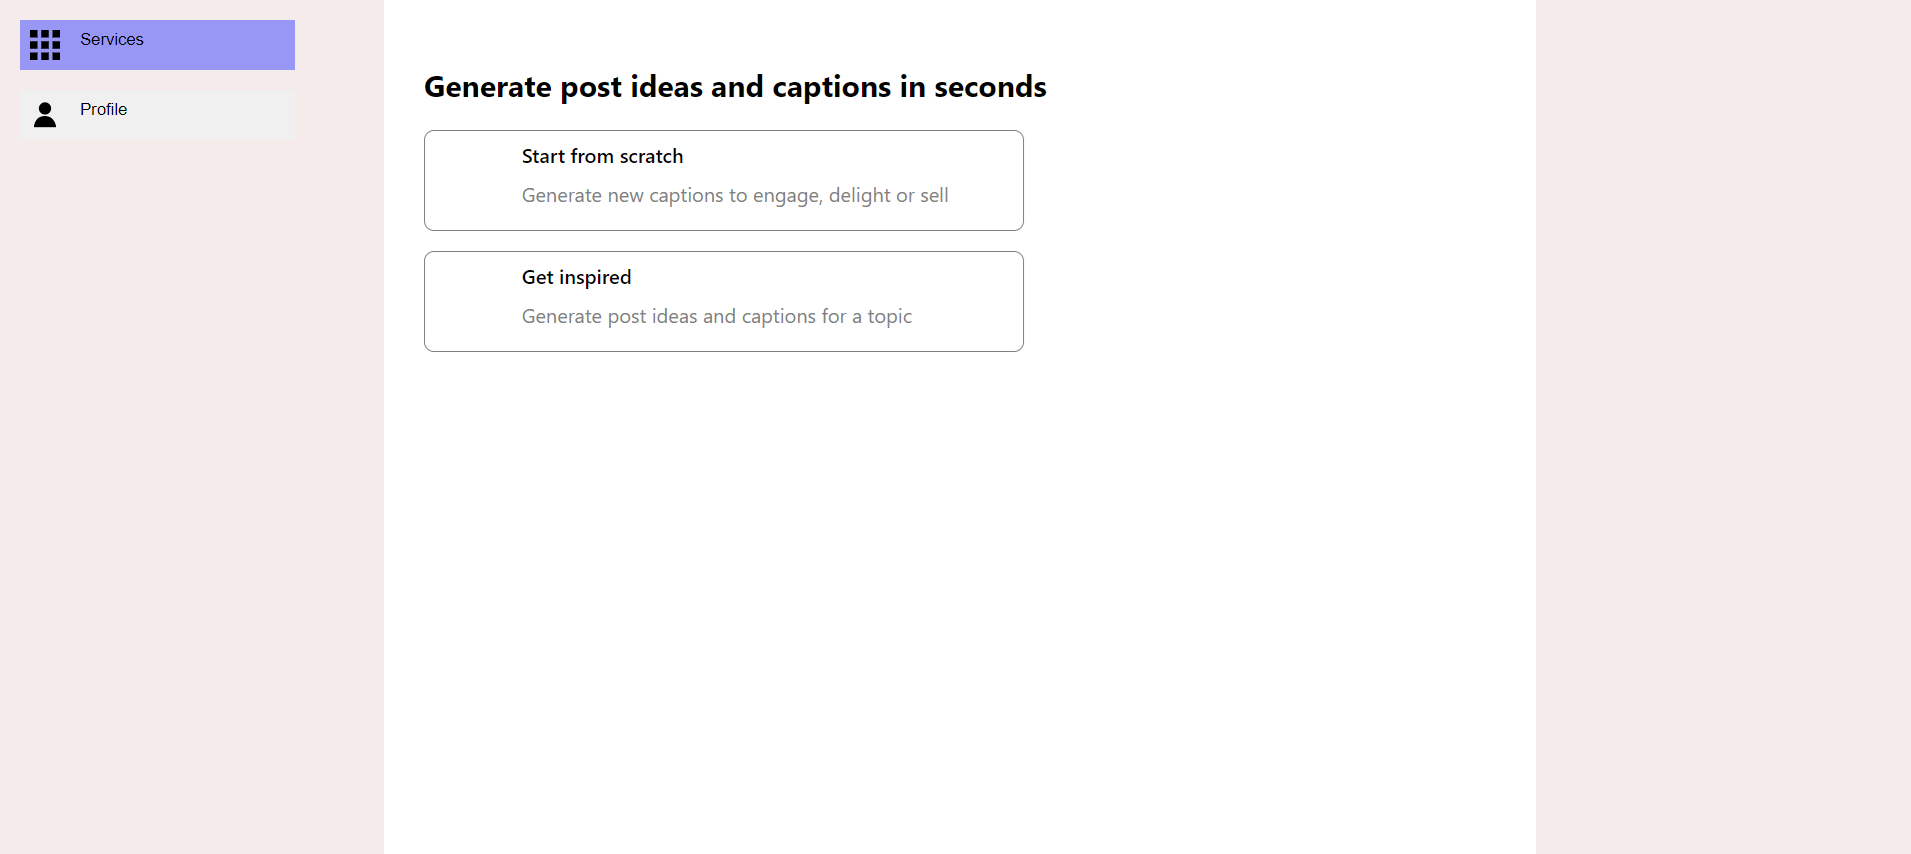 Services
Profile
Generate post ideas and captions in seconds
Start from scratch
Generate new captions to engage, delight or sell
Get inspired
Generate post ideas and captions for a topic